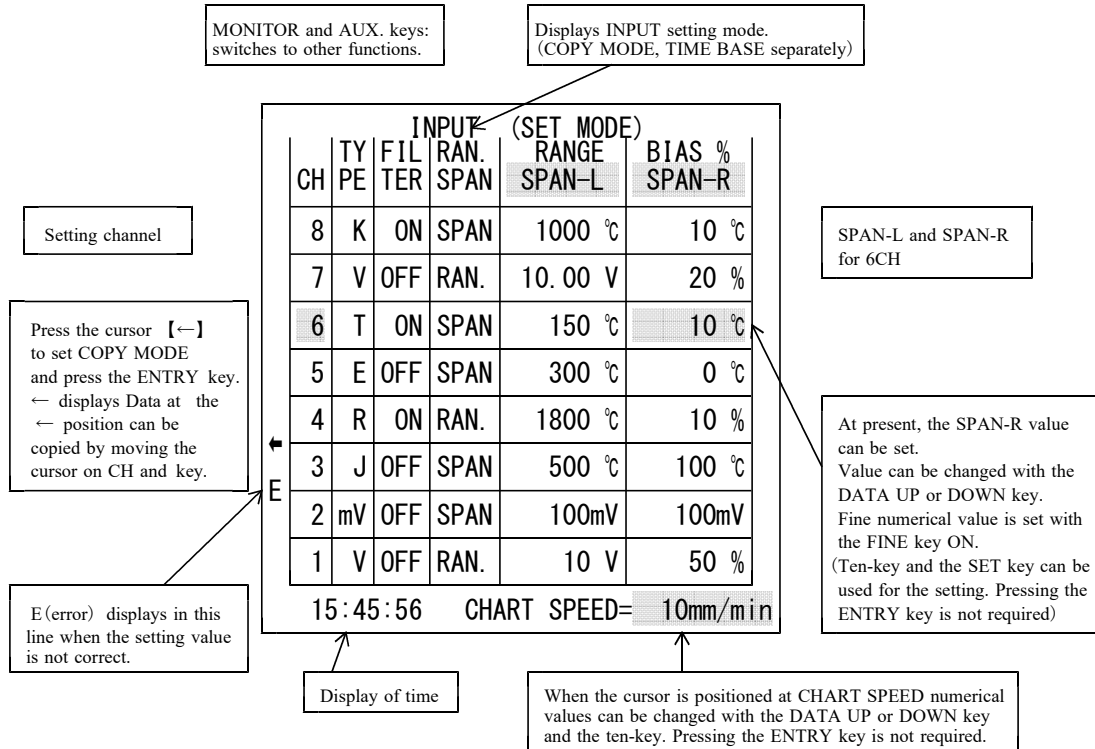 MONITOR and AUX. keys:
switches to other functions.
Displays INPUT setting mode.
(COPY MODE, TIME BASE separately)
INPUT (SET MODE)
CH TY PE FIL TER RAN. SPAN RANGE SPAN-L BIAS % SPAN-R
8 K ON SPAN 1000 ℃ 10 ℃
7 V OFF RAN. 10.00 V 20 %
6 T ON SPAN 150 ℃ 10 ℃
5 E OFF SPAN 300 ℃ 0 ℃
4 R ON RAN. 1800 ℃ 10 %
3 J OFF SPAN 500 ℃ 100 ℃
2 mV OFF SPAN 100mV 100mV
1 V OFF RAN. 10 V 50 %
15:45:56 CHART SPEED= 10mm/min
←
E
Setting channel
Press the cursor 【←】
to set COPY MODE
and press the ENTRY key.
← displays Data at the
← position can be
copied by moving the
cursor on CH and key.
E(error) displays in this
line when the setting value
is not correct.
Display of time
SPAN-L and SPAN-R
for 6CH
At present, the SPAN-R value
can be set.
Value can be changed with the
DATA UP or DOWN key.
Fine numerical value is set with
the FINE key ON.
(Ten-key and the SET key can be
used for the setting. Pressing the
ENTRY key is not required)
When the cursor is positioned at CHART SPEED numerical
values can be changed with the DATA UP or DOWN key
and the ten-key. Pressing the ENTRY key is not required.